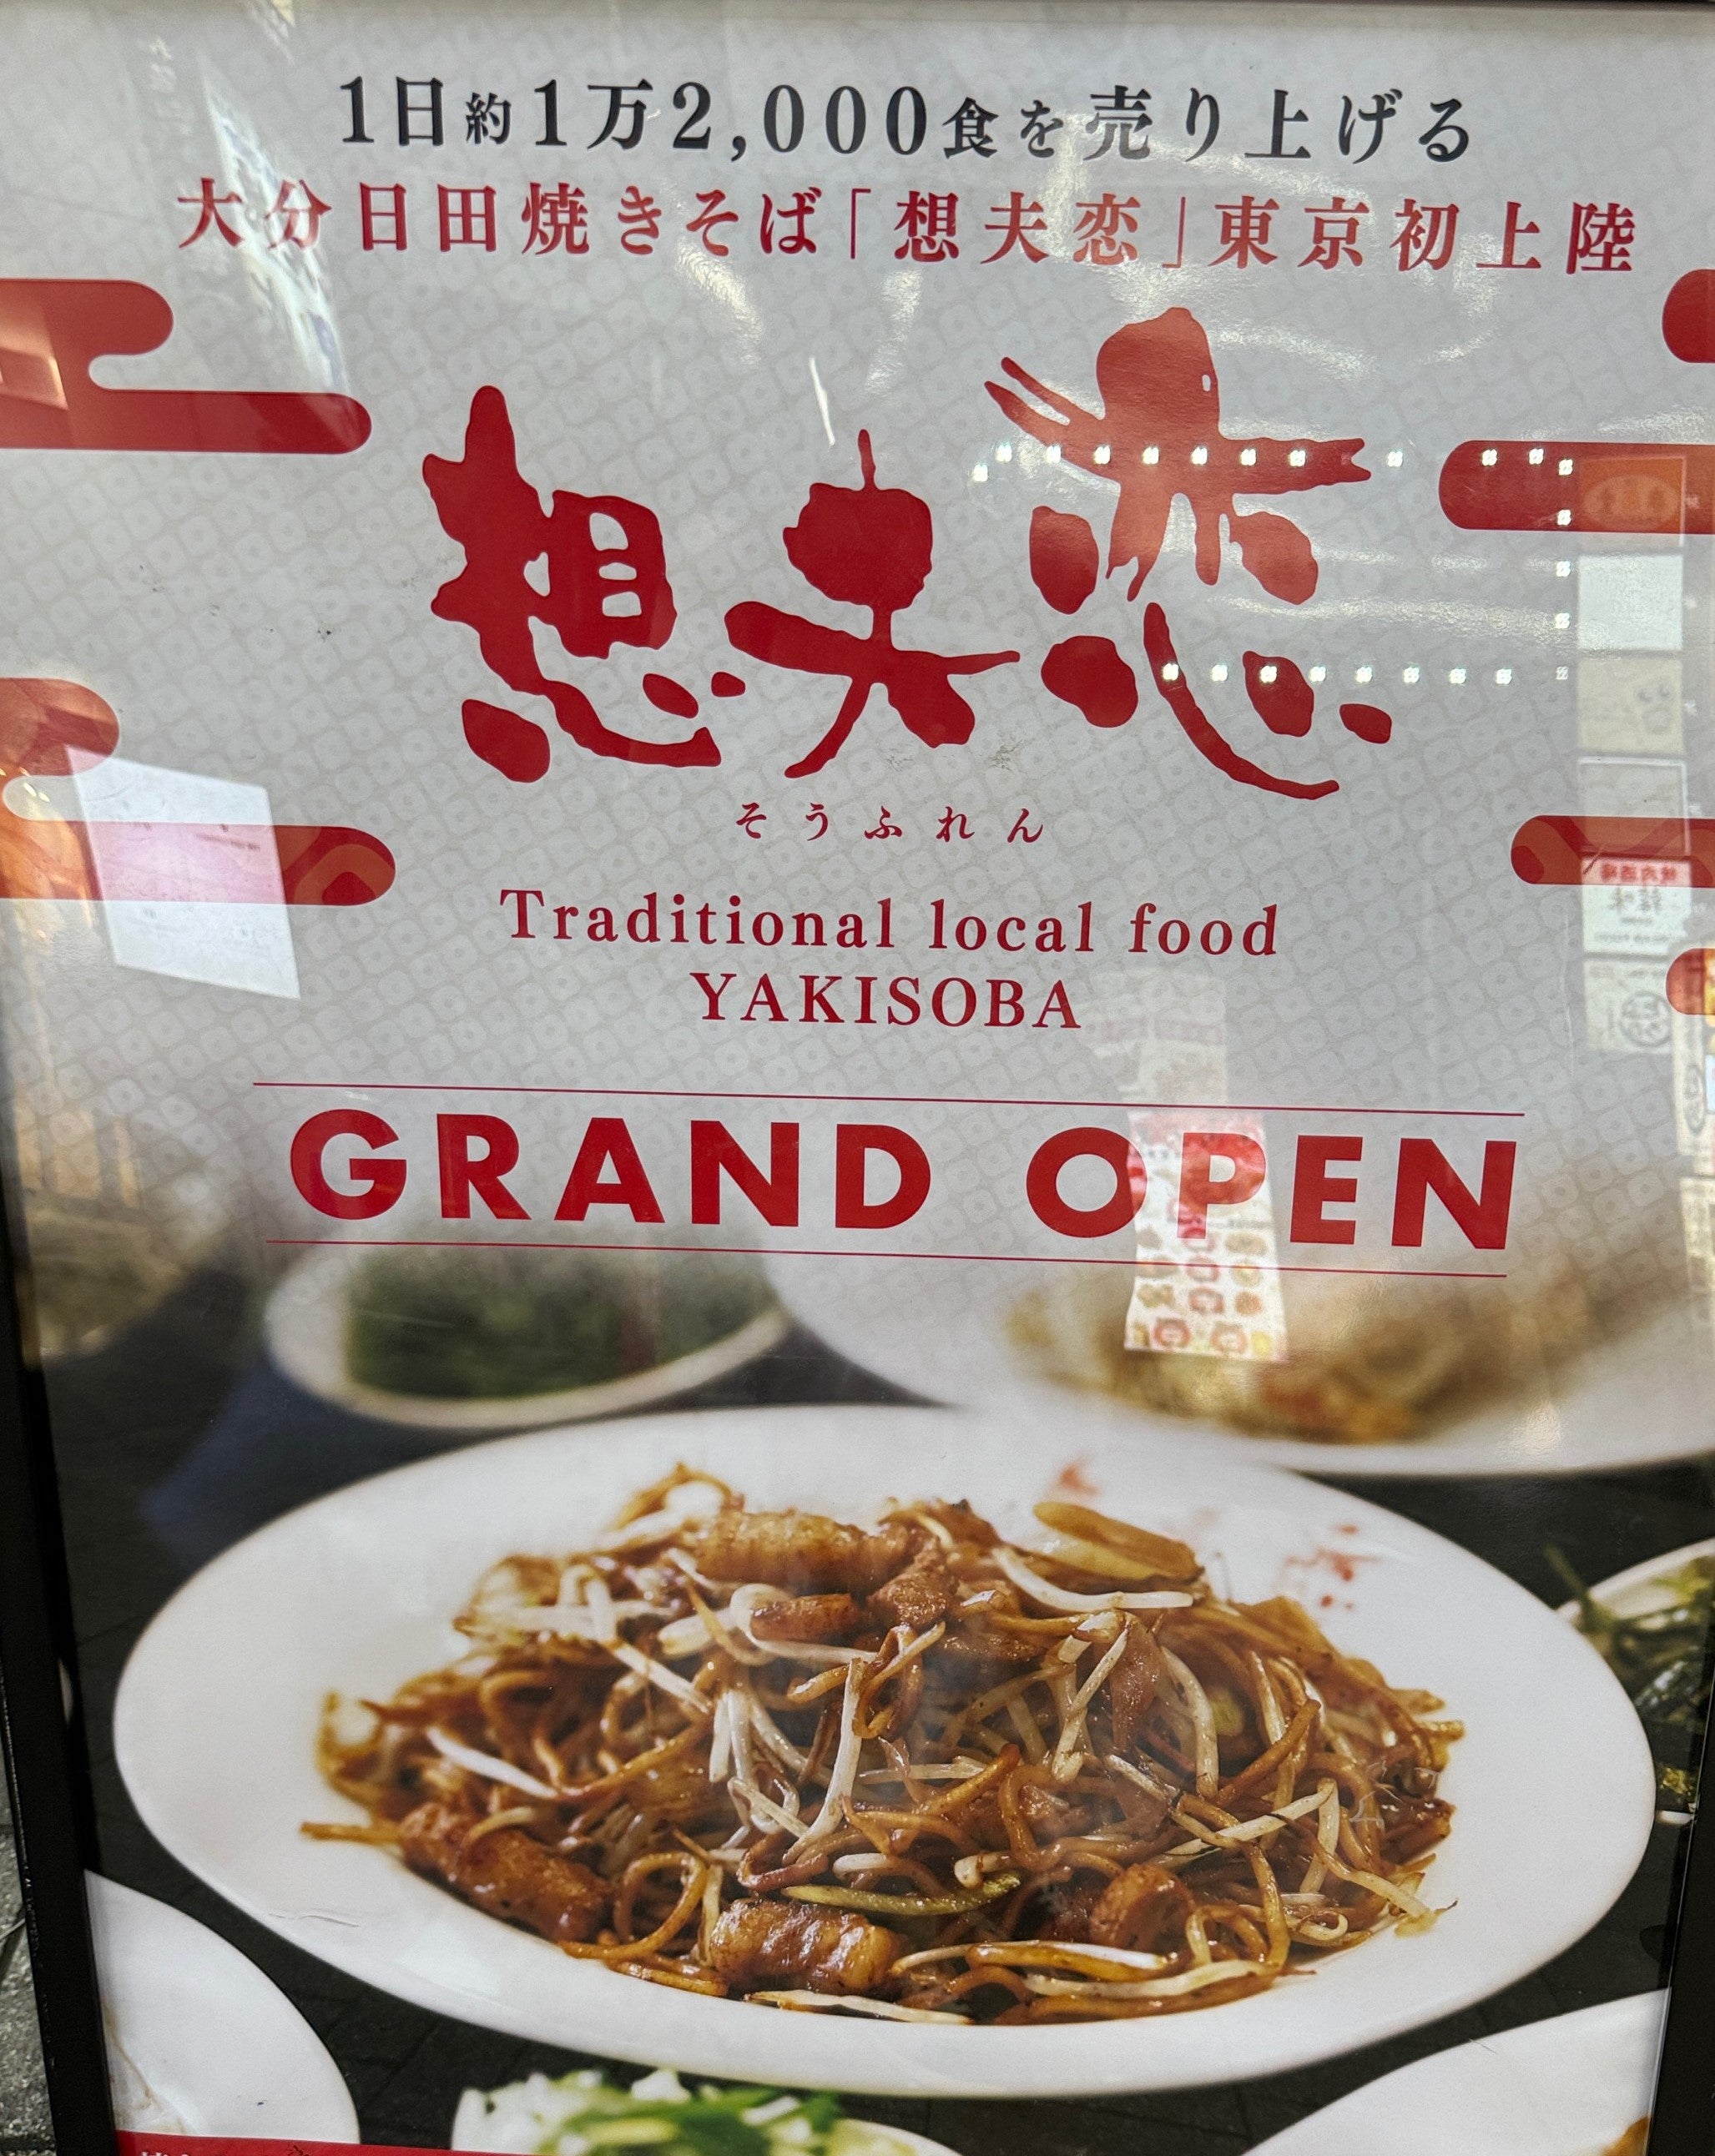 1日約1万2,000食を売り上げる
大分日田焼きそば「想夫恋」東京初上陸
想夫恋
そうふれん
Traditional local food
YAKISOBA
GRAND OPEN